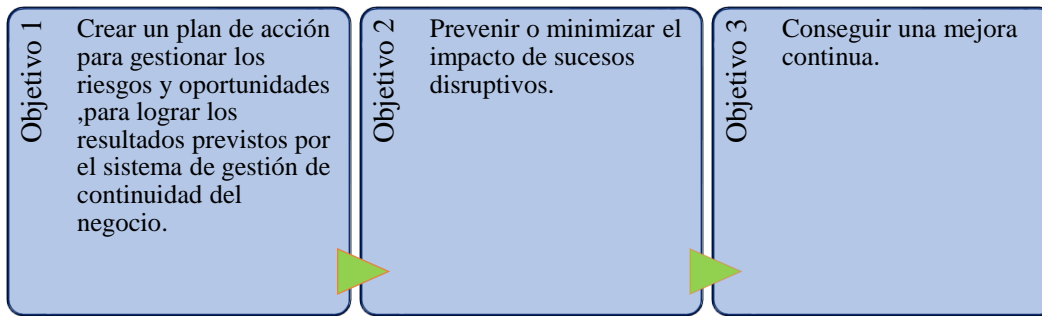 Objetivo 1
Crear un plan de acción
para gestionar los
riesgos y oportunidades
,para lograr los
resultados previstos por
el sistema de gestión de
continuidad del
negocio.
Objetivo 2
Prevenir o minimizar el
impacto de sucesos
disruptivos.
Objetivo 3
Conseguir una mejora
continua.